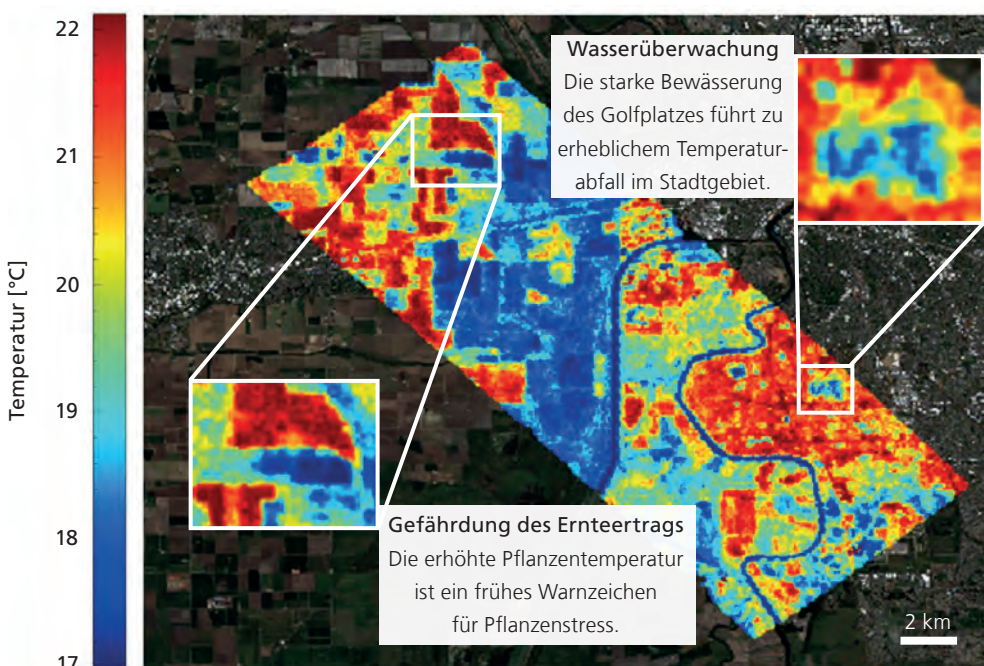 22
21
20
19
18
17
Temperatur [°C]
Wasserüberwachung
Die starke Bewässerung
des Golfplatzes führt zu
erheblichem Temperatur-
abfall im Stadtgebiet.
Gefährdung des Ernteertrags
Die erhöhte Pflanzentemperatur
ist ein frühes Warnzeichen
für Pflanzenstress.
2 km